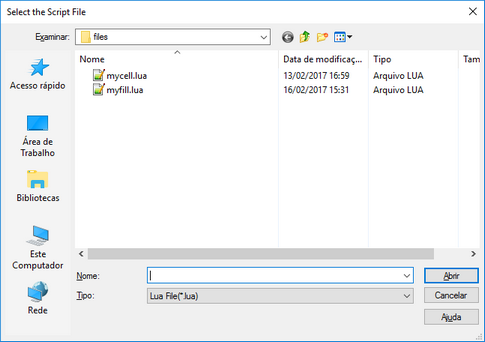 Select the Script File
Examinar:
files
Nome
Data de modificaç...
Tipo
Tam
mycell.lua
13/02/2017 16:59
Arquivo LUA
myfill.lua
16/02/2017 15:31
Arquivo LUA
Acesso rápido
Área de
Trabalho
Bibliotecas
Este
Computador
Rede
Nome:
Abrir
Tipo:
Lua File(*.lua)
Cancelar
Ajuda